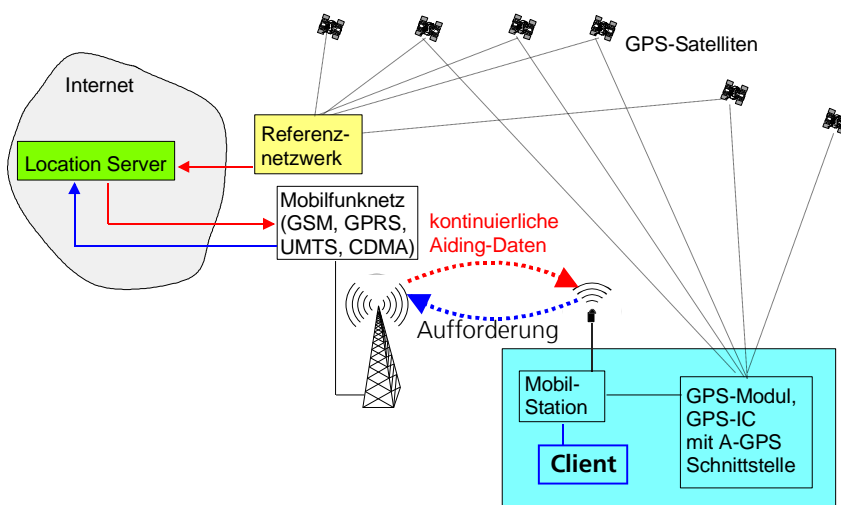 GPS-Satelliten
Internet
Referenz-
netzwerk
Location Server
Mobilfunknetz
(GSM, GPRS,
UMTS, CDMA)
kontinuierliche
Aiding-Daten
Aufforderung
Mobil-
Station
GPS-Modul,
GPS-IC
mit A-GPS
Schnittstelle
Client